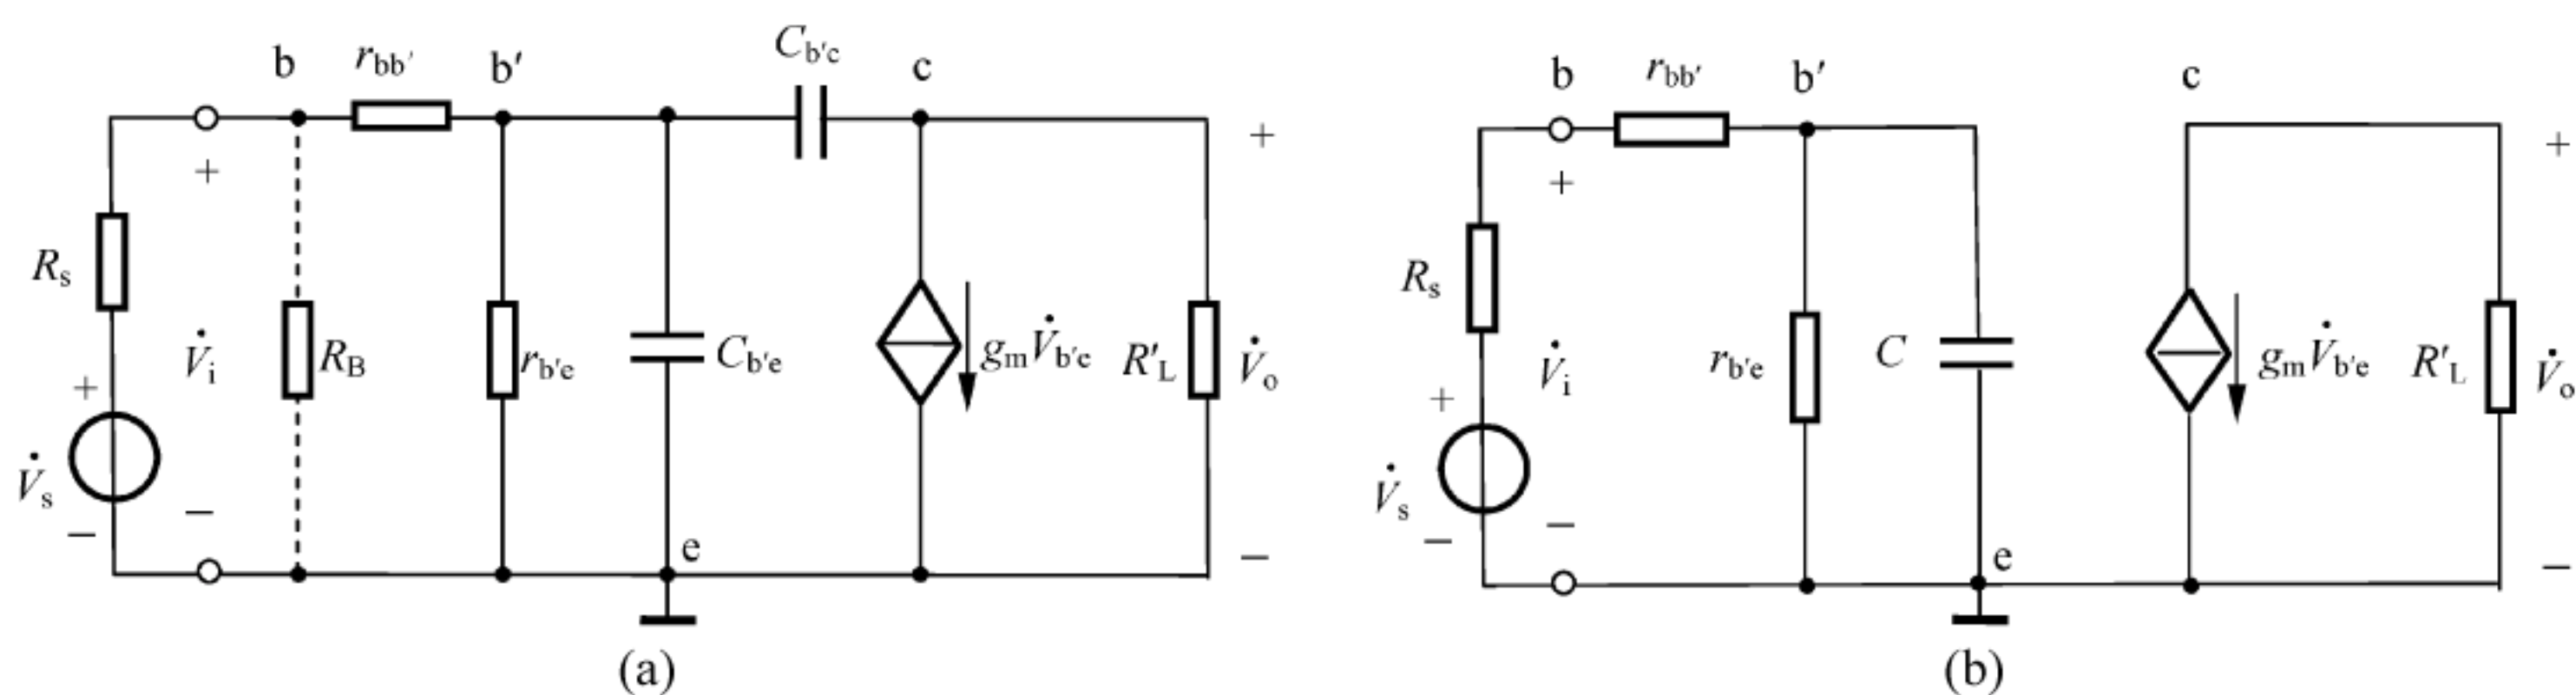 b r_bb' b' C_b'c c
+ +
R_s V̇_i R_B r_b'e C_b'e g_m V̇_b'e R'_L V̇_o
+
V̇_s
− − e −
(a)
b r_bb' b' c
+ +
R_s V̇_i r_b'e C g_m V̇_b'e R'_L V̇_o
+
V̇_s
− − e −
(b)